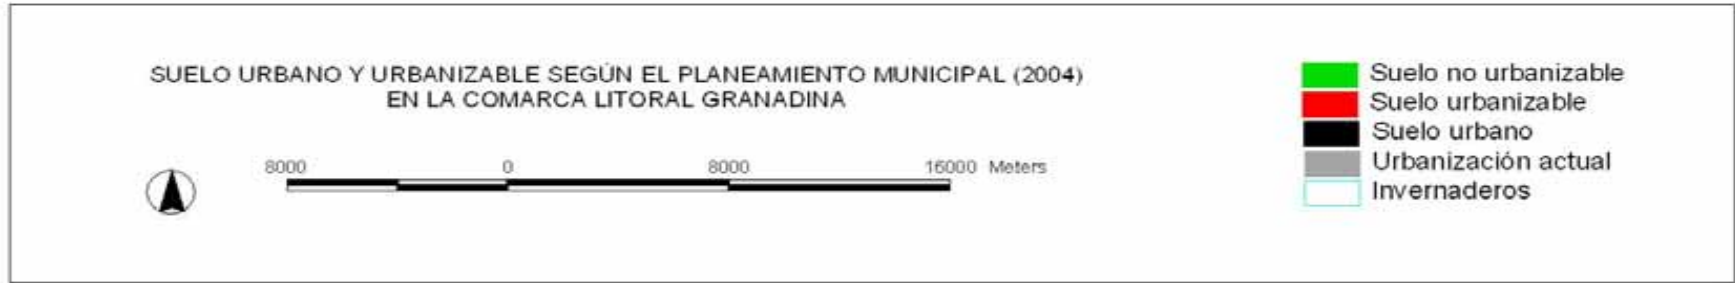 SUELO URBANO Y URBANIZABLE SEGÚN EL PLANEAMIENTO MUNICIPAL (2004)
EN LA COMARCA LITORAL GRANADINA
8000 0 8000 16000 Meters
Suelo no urbanizable
Suelo urbanizable
Suelo urbano
Urbanización actual
Invernaderos